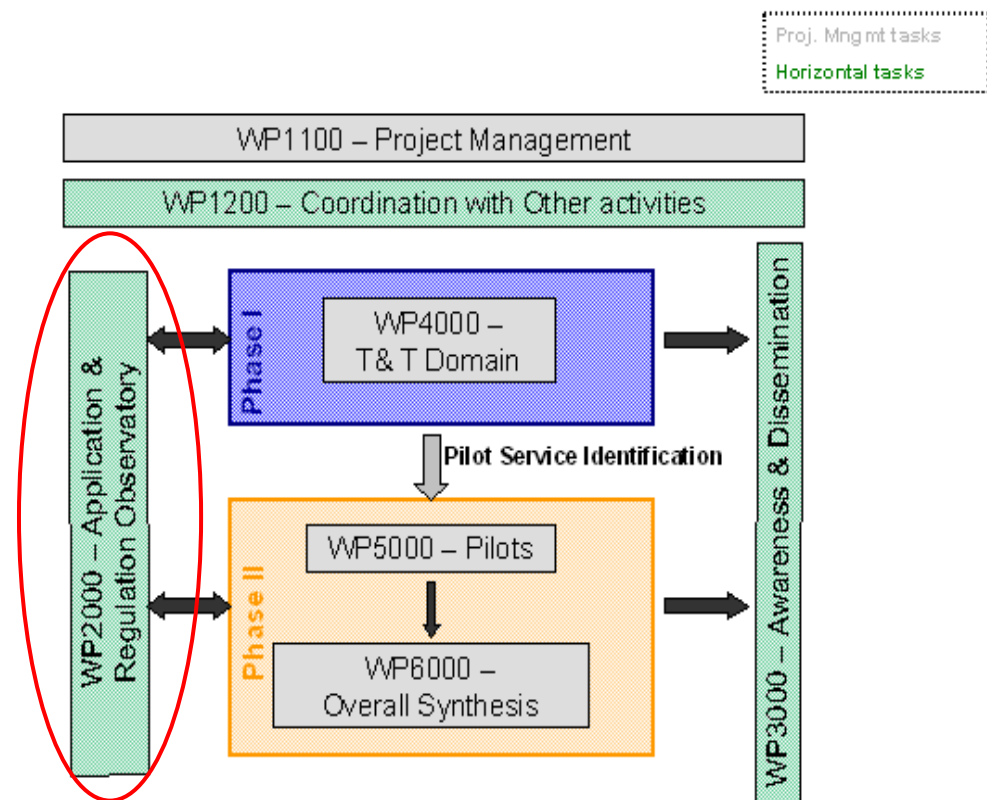 Proj. Mngmt tasks
Horizontal tasks
WP1100 – Project Management
WP1200 – Coordination with Other activities
WP2000 – Application &
Regulation Observatory
Phase I
WP4000 –
T& T Domain
Pilot Service Identification
Phase II
WP5000 – Pilots
WP6000 –
Overall Synthesis
WP3000 – Awareness & Dissemination